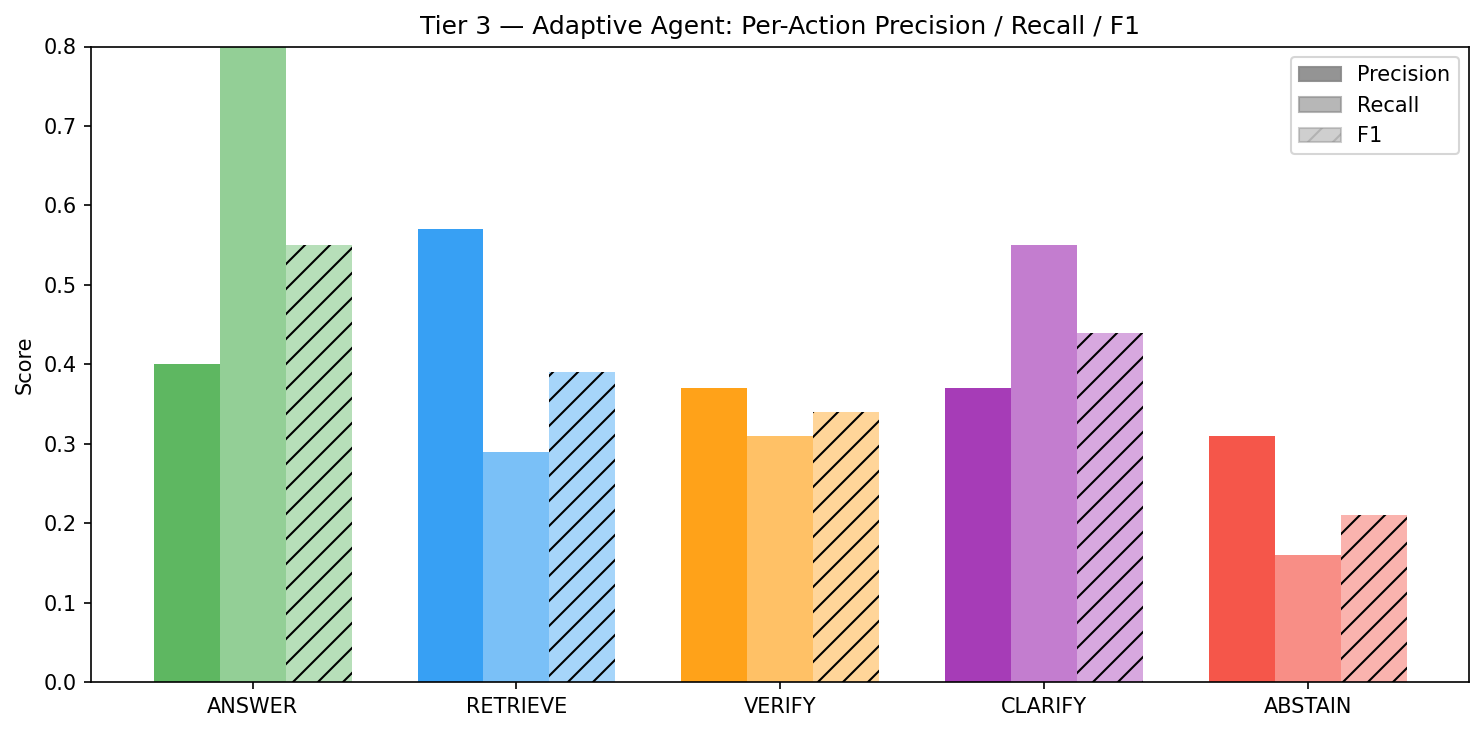 Tier 3 — Adaptive Agent: Per-Action Precision / Recall / F1
Precision
Recall
F1
Score
0.8
0.7
0.6
0.5
0.4
0.3
0.2
0.1
0.0
ANSWER RETRIEVE VERIFY CLARIFY ABSTAIN